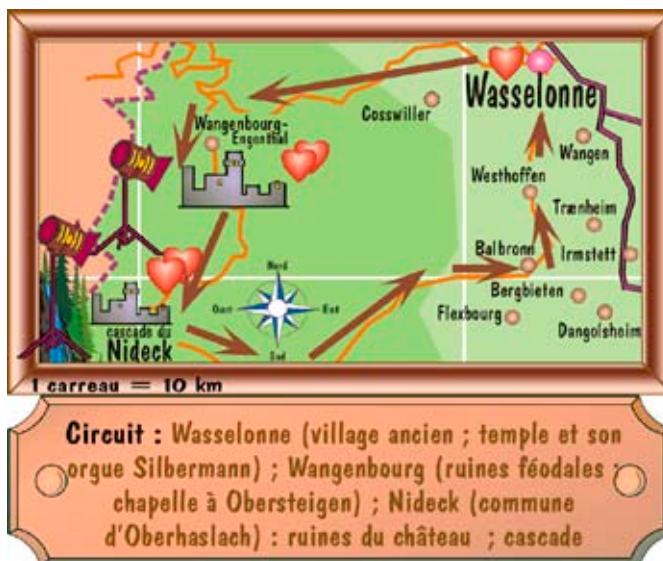 Wasselonne
Cosswiller
Wangenbourg-
Engenthal
Wangen
Westhoffen
Trænheim
Balbronn
Irmstett
Nord
Bergbieten
Ouest
Est
Flexbourg
Dangolsheim
cascade du
Nideck
Sud
1 carreau = 10 km
Circuit : Wasselonne (village ancien ; temple et son
orgue Silbermann) ; Wangenbourg (ruines féodales ;
chapelle à Obersteigen) ; Nideck (commune
d'Oberhaslach) : ruines du château ; cascade